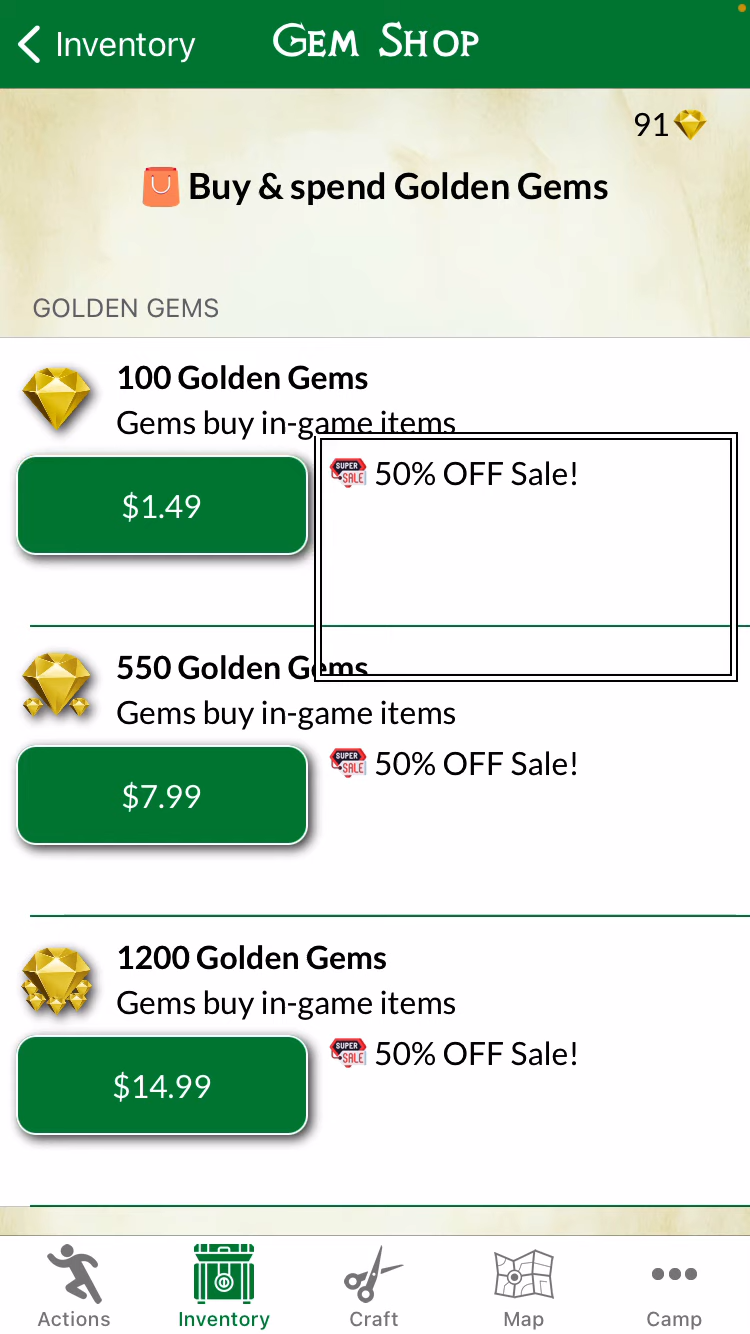 Inventory
Gem Shop
91
Buy & spend Golden Gems
GOLDEN GEMS
100 Golden Gems
Gems buy in-game items
$1.49
SUPER SALE 50% OFF Sale!
550 Golden Gems
Gems buy in-game items
$7.99
SUPER SALE 50% OFF Sale!
1200 Golden Gems
Gems buy in-game items
$14.99
SUPER SALE 50% OFF Sale!
Actions
Inventory
Craft
Map
Camp